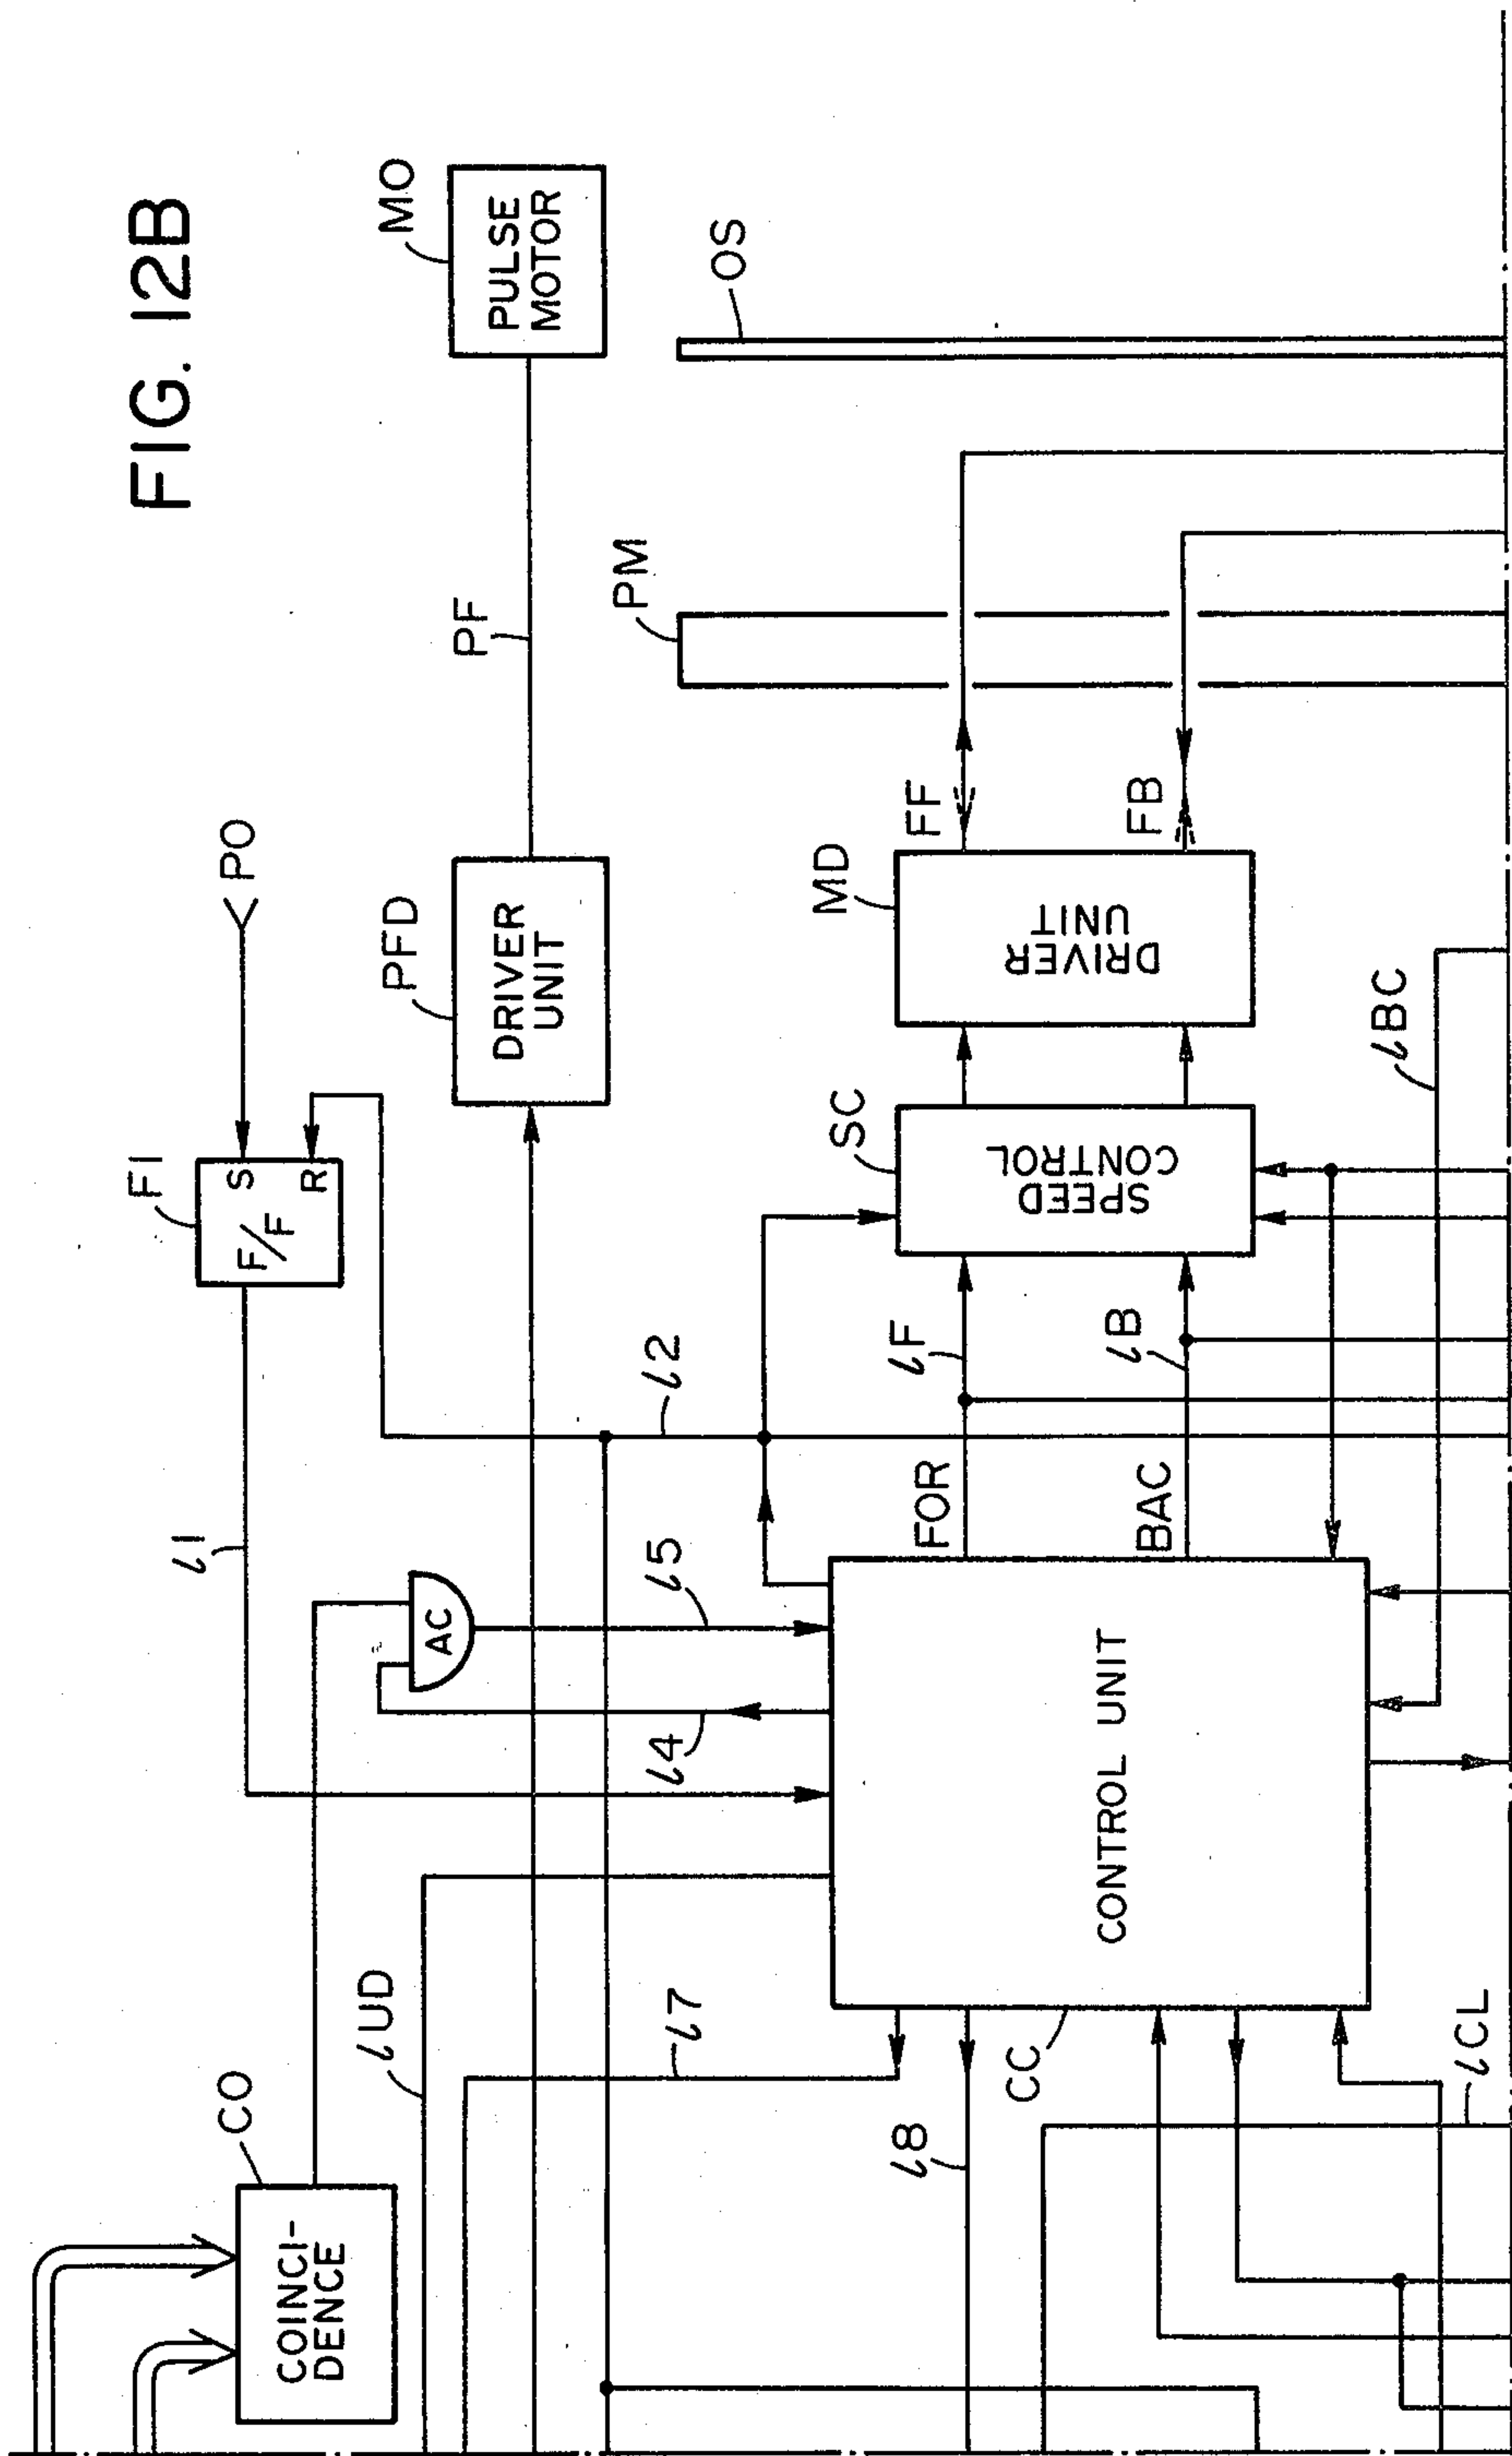 FIG. 12B
CO
COINCI-
DENCE
ℓ1
F1
F/F
S
R
PO
MO
PULSE
MOTOR
ℓUD
AC
PFD
DRIVER
UNIT
PF
ℓ7
ℓ4
ℓ5
ℓ2
PM
OS
ℓ8
CC
CONTROL UNIT
FOR
BAC
ℓF
ℓB
SC
SPEED
CONTROL
MD
DRIVER
UNIT
FF
FB
ℓCL
ℓBC